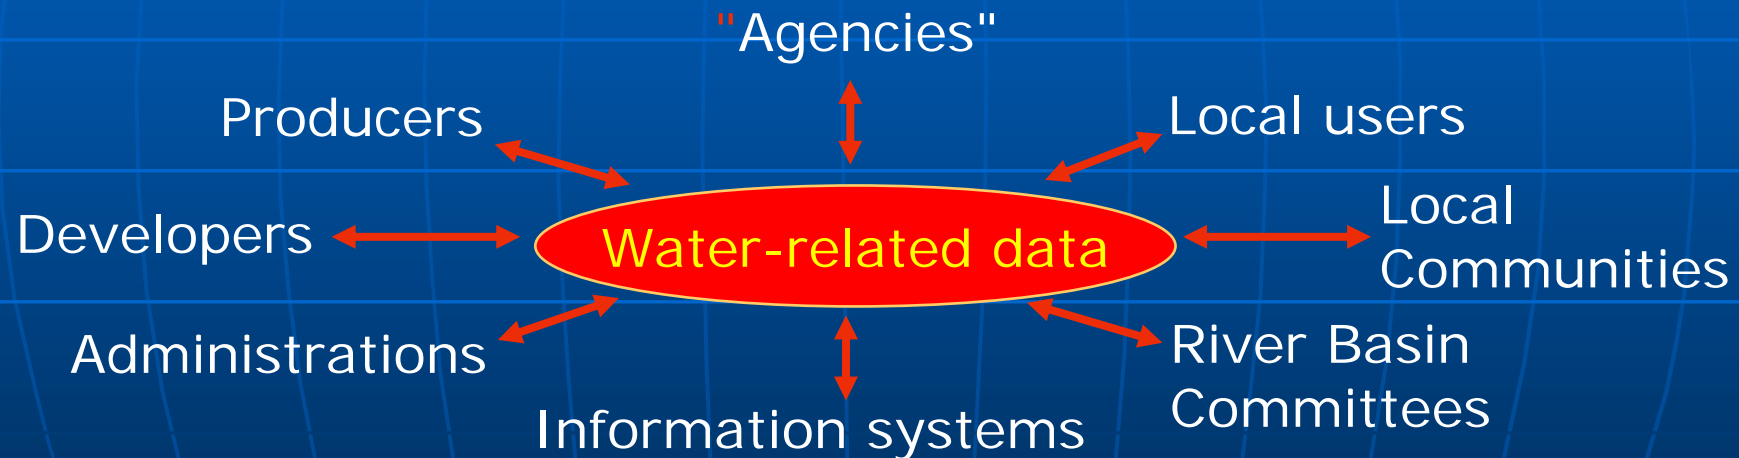 "Agencies"
Producers
Local users
Developers
Water-related data
Local
Communities
Administrations
River Basin
Committees
Information systems